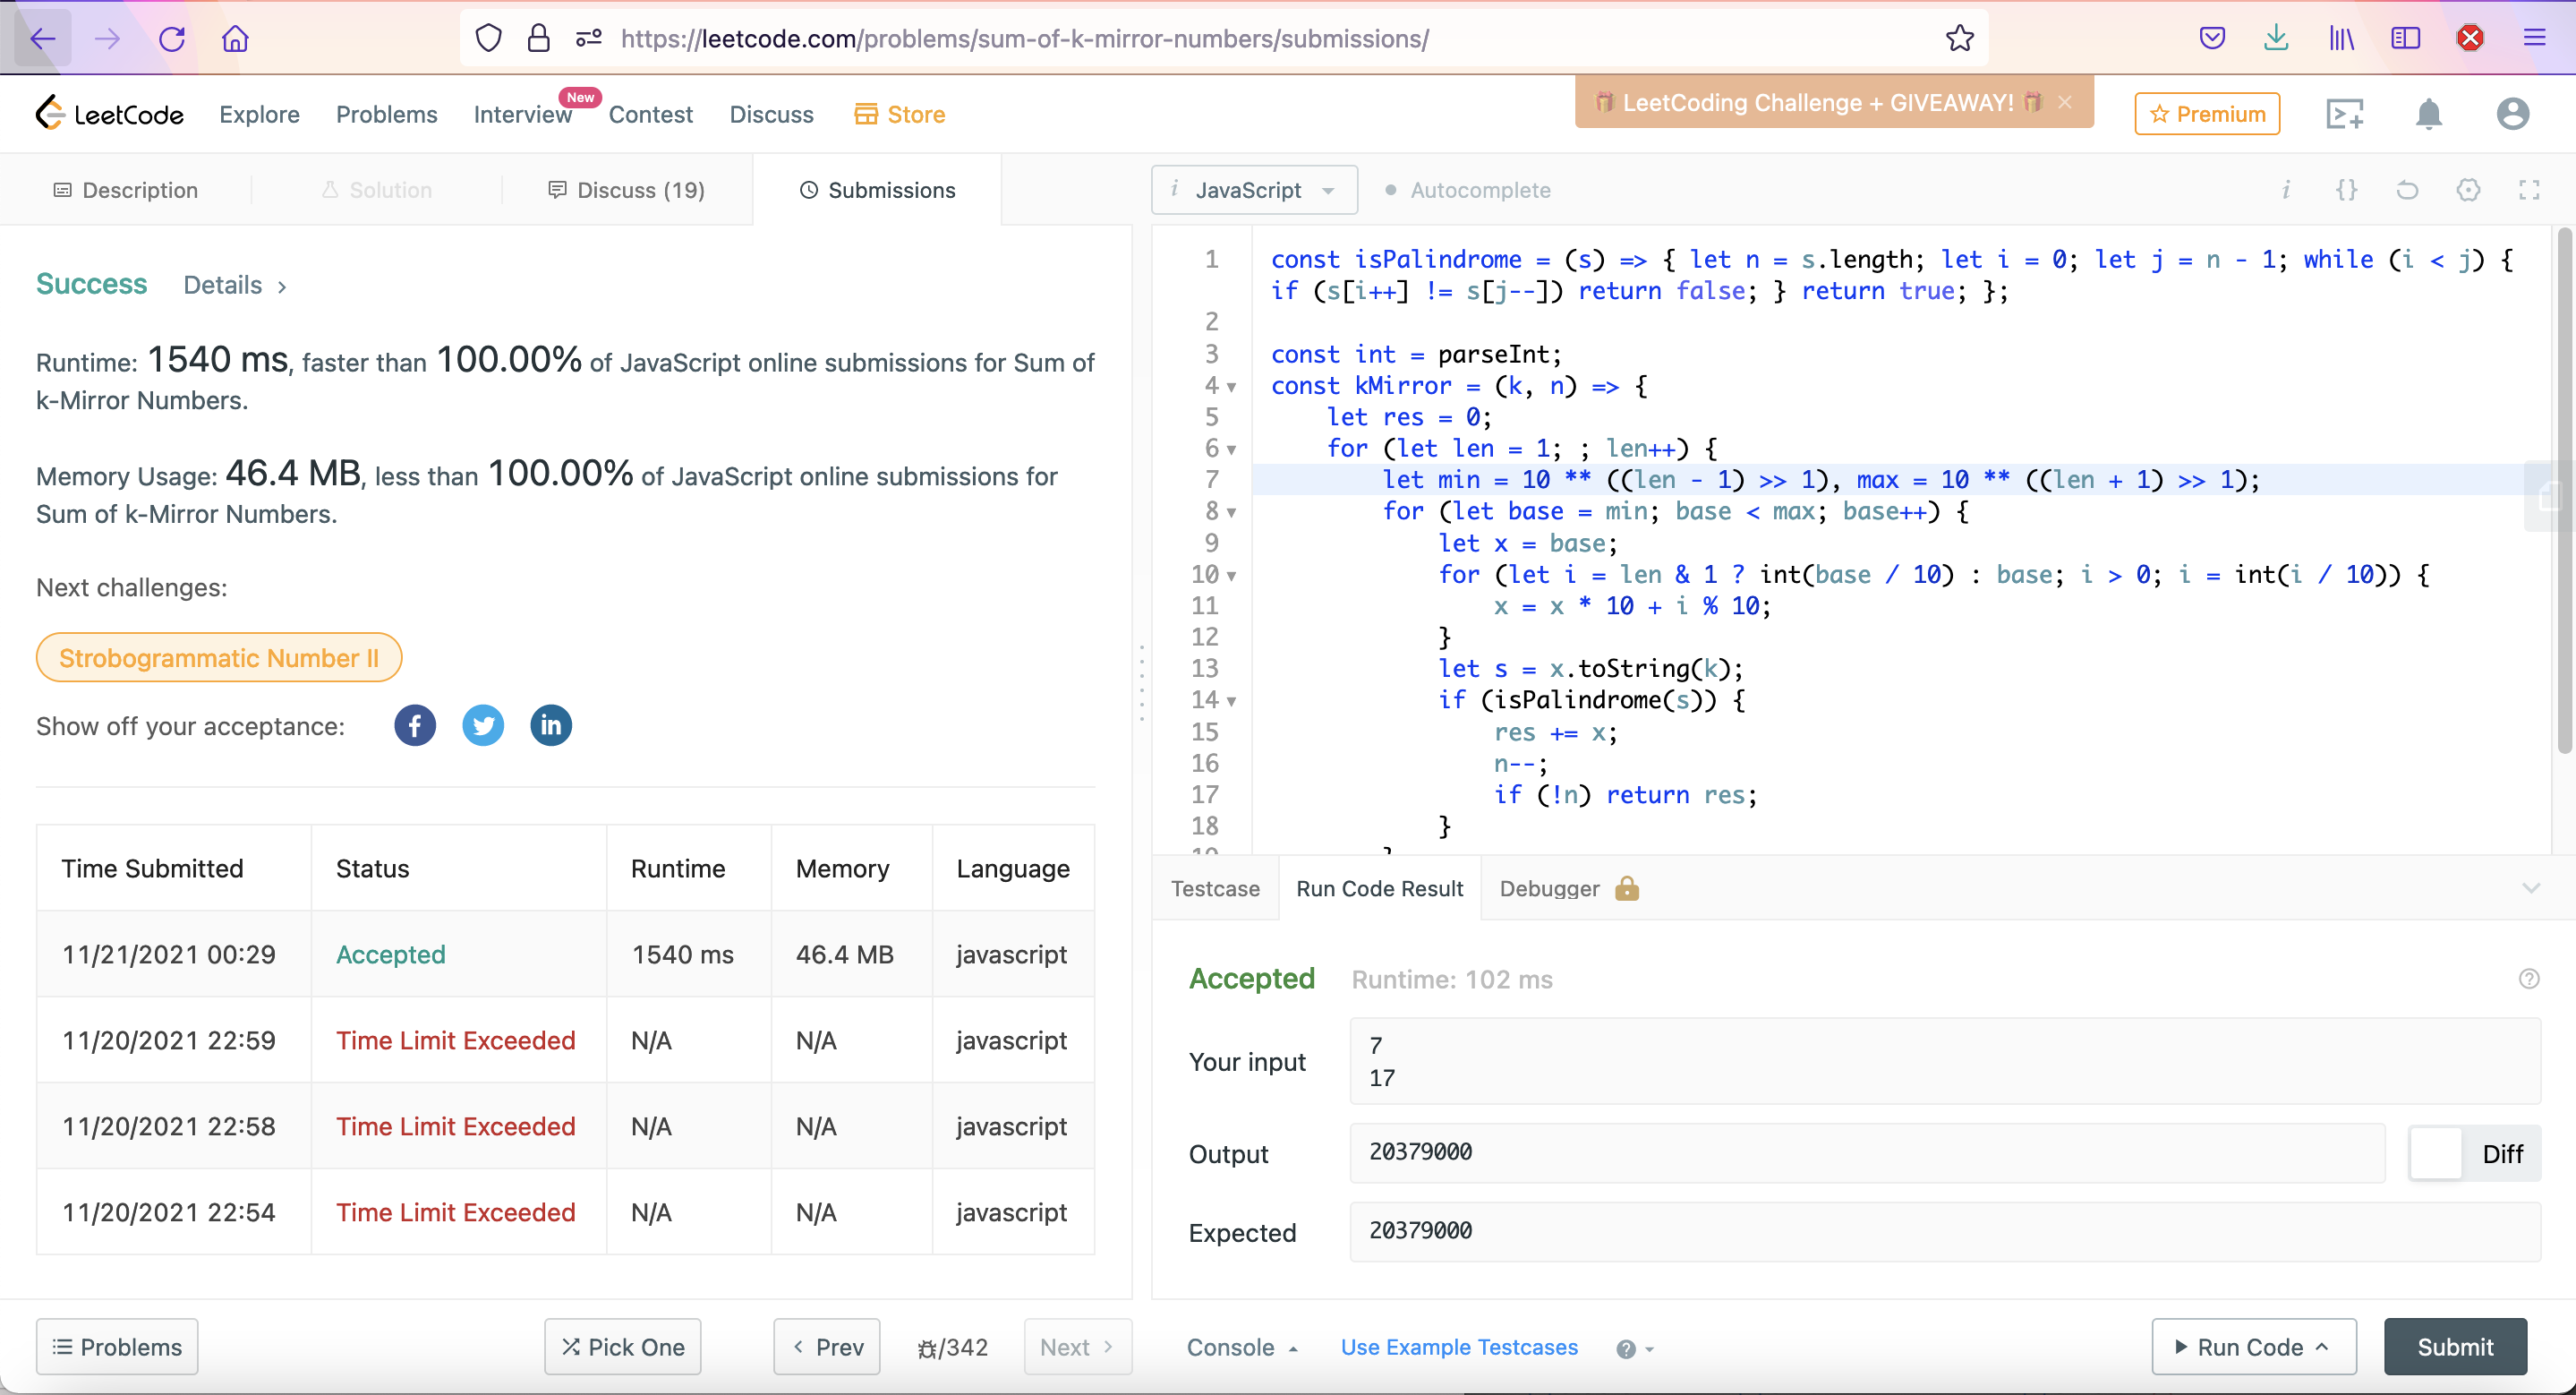 https://leetcode.com/problems/sum-of-k-mirror-numbers/submissions/
LeetCode Explore Problems Interview New Contest Discuss Store
LeetCoding Challenge + GIVEAWAY!
Premium
Description Solution Discuss (19) Submissions
i JavaScript Autocomplete
Success Details
Runtime: 1540 ms, faster than 100.00% of JavaScript online submissions for Sum of
k-Mirror Numbers.
Memory Usage: 46.4 MB, less than 100.00% of JavaScript online submissions for
Sum of k-Mirror Numbers.
Next challenges:
Strobogrammatic Number II
Show off your acceptance:
Time Submitted Status Runtime Memory Language
11/21/2021 00:29 Accepted 1540 ms 46.4 MB javascript
11/20/2021 22:59 Time Limit Exceeded N/A N/A javascript
11/20/2021 22:58 Time Limit Exceeded N/A N/A javascript
11/20/2021 22:54 Time Limit Exceeded N/A N/A javascript
1 const isPalindrome = (s) => { let n = s.length; let i = 0; let j = n - 1; while (i < j) {
if (s[i++] != s[j--]) return false; } return true; };
2
3 const int = parseInt;
4 const kMirror = (k, n) => {
5 let res = 0;
6 for (let len = 1; ; len++) {
7 let min = 10 ** ((len - 1) >> 1), max = 10 ** ((len + 1) >> 1);
8 for (let base = min; base < max; base++) {
9 let x = base;
10 for (let i = len & 1 ? int(base / 10) : base; i > 0; i = int(i / 10)) {
11 x = x * 10 + i % 10;
12 }
13 let s = x.toString(k);
14 if (isPalindrome(s)) {
15 res += x;
16 n--;
17 if (!n) return res;
18 }
Testcase Run Code Result Debugger
Accepted Runtime: 102 ms
Your input
7
17
Output 20379000 Diff
Expected 20379000
Problems Pick One Prev /342 Next
Console Use Example Testcases Run Code Submit